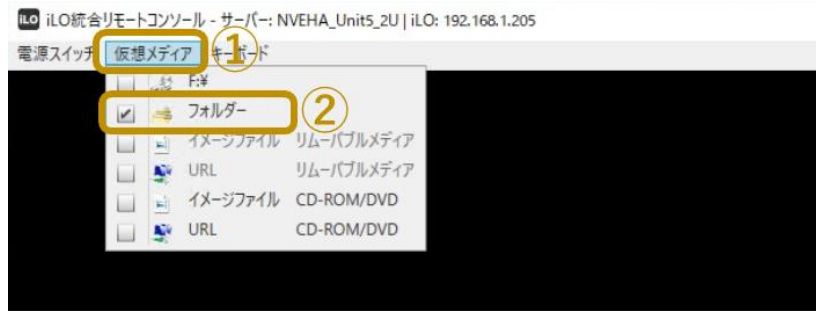 iLO iLO統合リモートコンソール - サーバー: NVEHA_Unit5_2U | iLO: 192.168.1.205
電源スイッチ 仮想メディア ① キーボード
F:¥
フォルダー ②
イメージファイル リムーバブルメディア
URL リムーバブルメディア
イメージファイル CD-ROM/DVD
URL CD-ROM/DVD